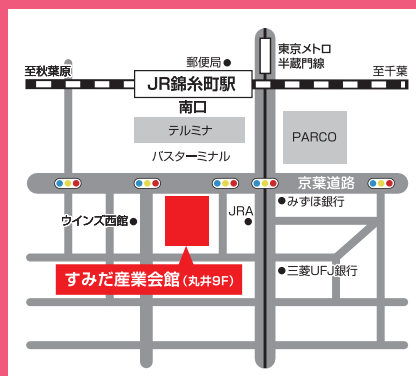 東京メトロ
半蔵門線
郵便局
至秋葉原
JR錦糸町駅
至千葉
南口
テルミナ
PARCO
バスターミナル
京葉道路
みずほ銀行
ウインズ西館
JRA
三菱UFJ銀行
すみだ産業会館(丸井9F)